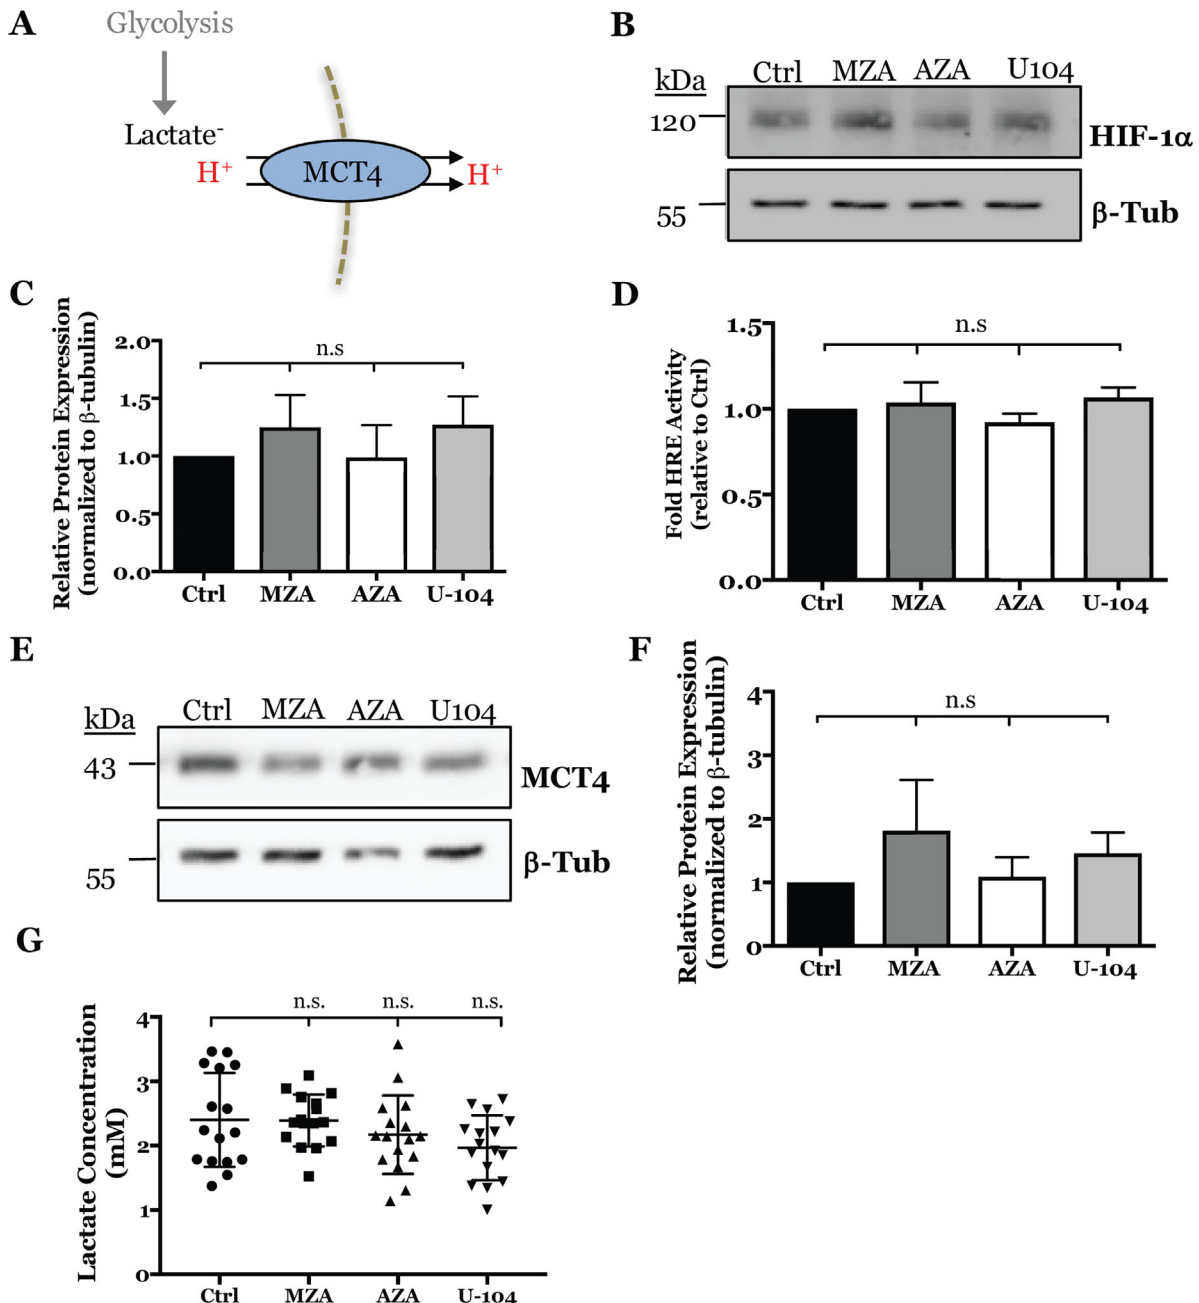 A
Glycolysis
Lactate⁻
H⁺
MCT4
H⁺
B
kDa
Ctrl MZA AZA U104
120
HIF-1α
55
β-Tub
C
Relative Protein Expression
(normalized to β-tubulin)
2.0
1.5
1.0
0.5
0.0
n.s
Ctrl MZA AZA U-104
D
Fold HRE Activity
(relative to Ctrl)
1.5
1.0
0.5
0.0
n.s
Ctrl MZA AZA U-104
E
kDa
Ctrl MZA AZA U104
43
MCT4
55
β-Tub
F
Relative Protein Expression
(normalized to β-tubulin)
4
3
2
1
0
n.s
Ctrl MZA AZA U-104
G
Lactate Concentration
(mM)
4
3
2
1
0
n.s. n.s. n.s.
Ctrl MZA AZA U-104